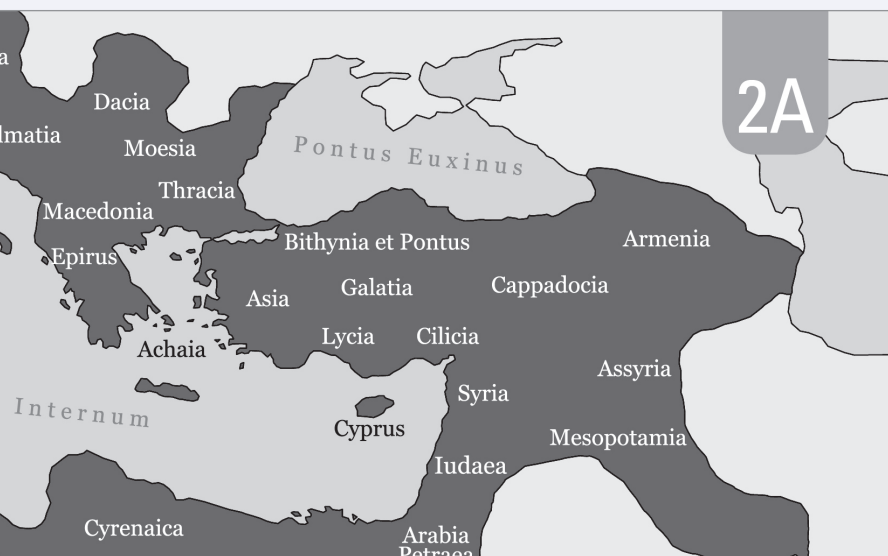 2A
a
Dacia
lmatia
Moesia
Pontus Euxinus
Thracia
Macedonia
Bithynia et Pontus
Armenia
Epirus
Galatia
Cappadocia
Asia
Lycia
Cilicia
Achaia
Assyria
Syria
Internum
Cyprus
Mesopotamia
Iudaea
Cyrenaica
Arabia
Petraea